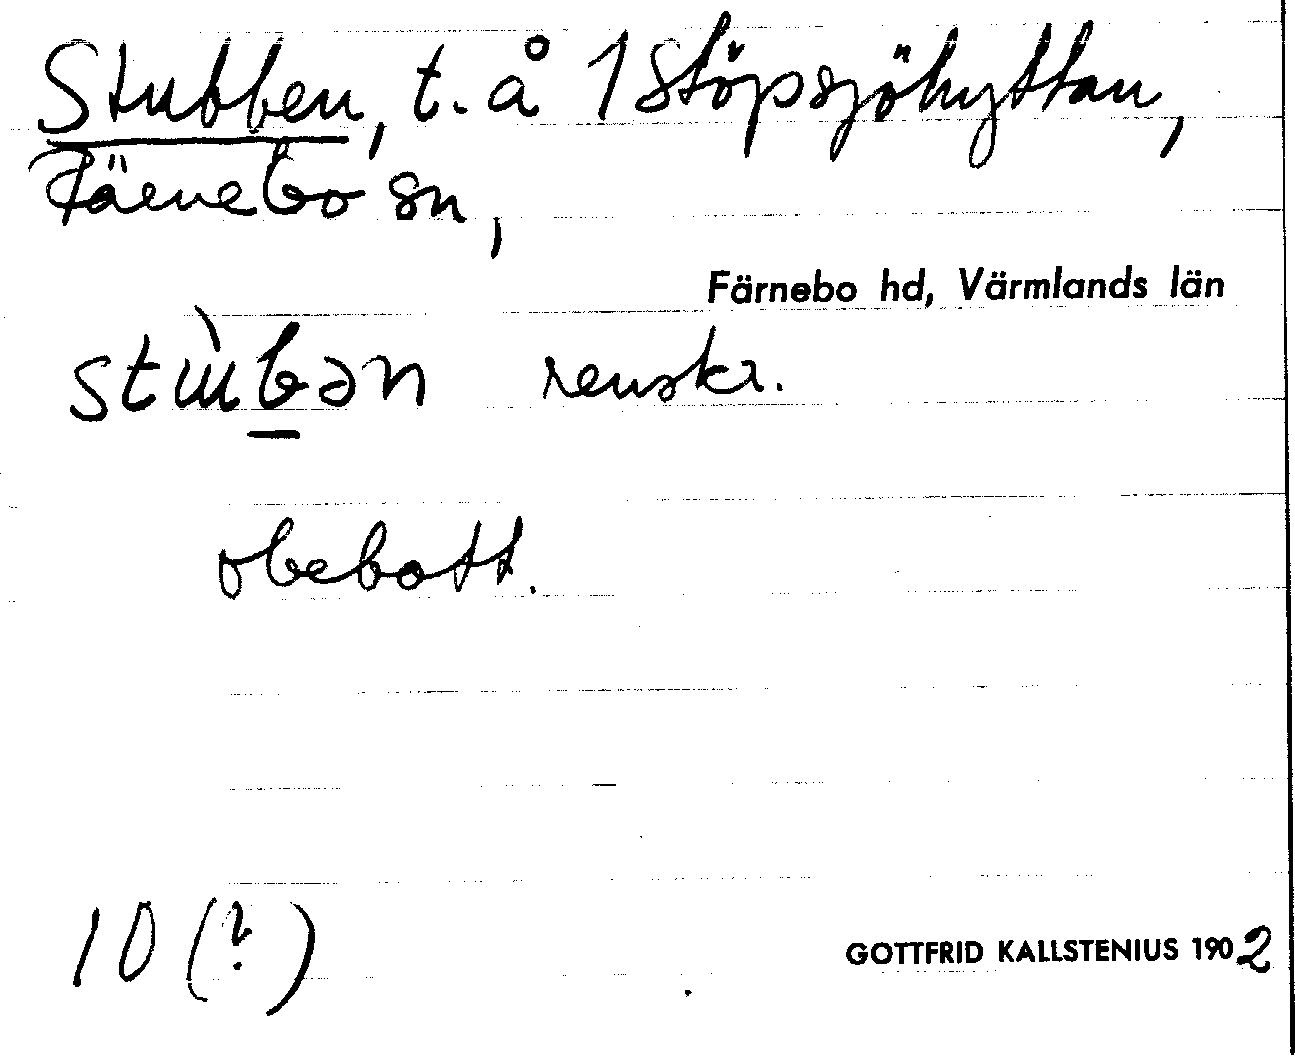 Stubben, t. å 1 Stöpsjöhyttan,
Färnebo sn,
Färnebo hd, Värmlands län
stùbən renskr.
obebott.
10 (?)
GOTTFRID KALLSTENIUS 1902